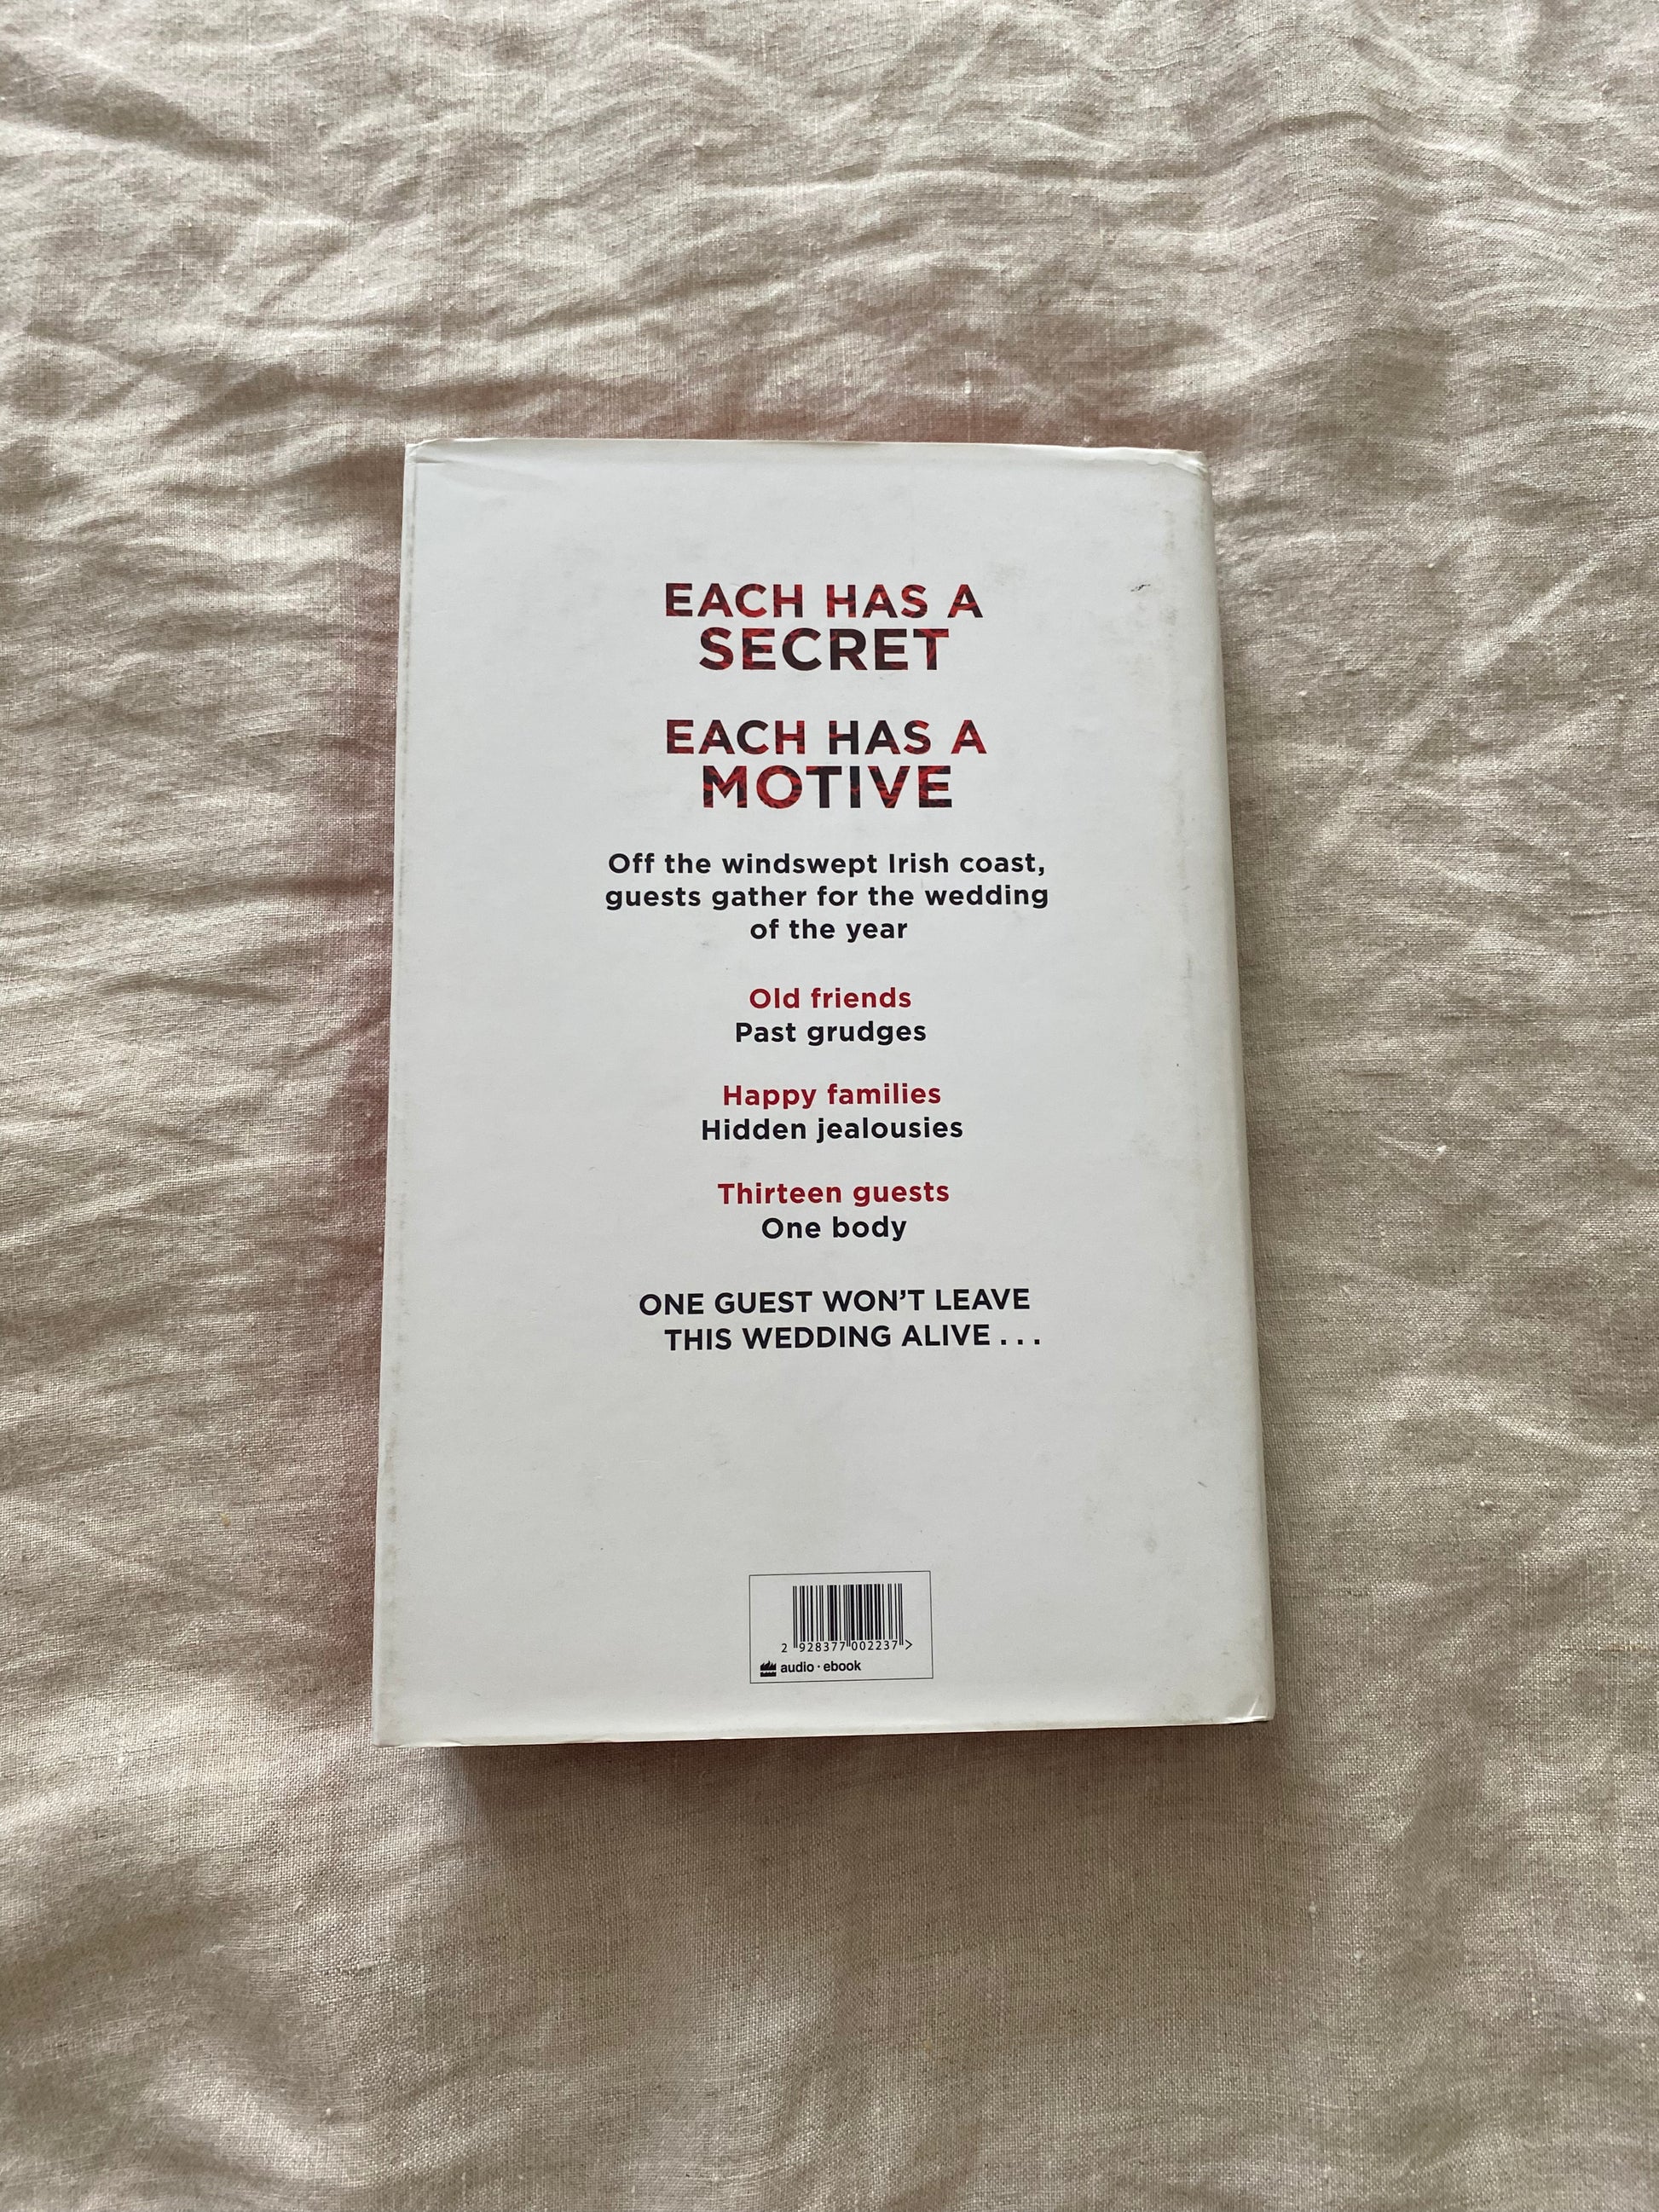 EACH HAS A
SECRET
EACH HAS A
MOTIVE
Off the windswept Irish coast,
guests gather for the wedding
of the year
Old friends
Past grudges
Happy families
Hidden jealousies
Thirteen guests
One body
ONE GUEST WON’T LEAVE
THIS WEDDING ALIVE . . .
2 928377 002237 >
audio · ebook